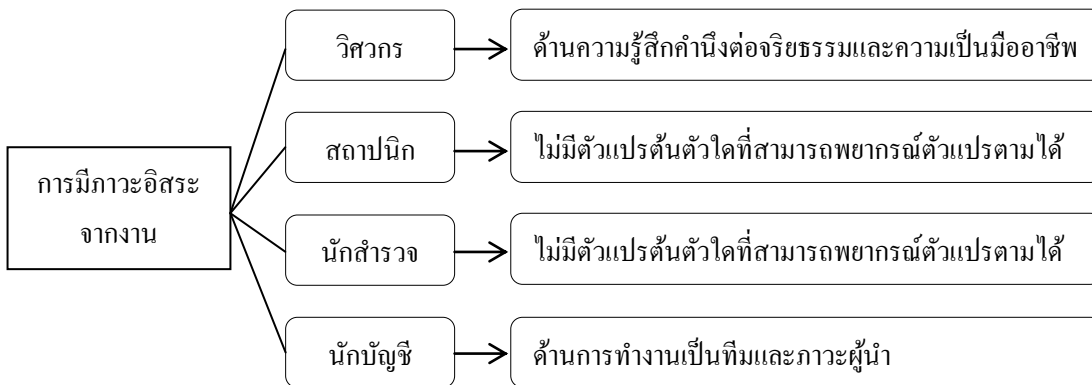 การมีภาวะอิสระ
จากงาน
วิศวกร
ด้านความรู้สึกคำนึงต่อจริยธรรมและความเป็นมืออาชีพ
สถาปนิก
ไม่มีตัวแปรต้นตัวใดที่สามารถพยากรณ์ตัวแปรตามได้
นักสำรวจ
ไม่มีตัวแปรต้นตัวใดที่สามารถพยากรณ์ตัวแปรตามได้
นักบัญชี
ด้านการทำงานเป็นทีมและภาวะผู้นำ